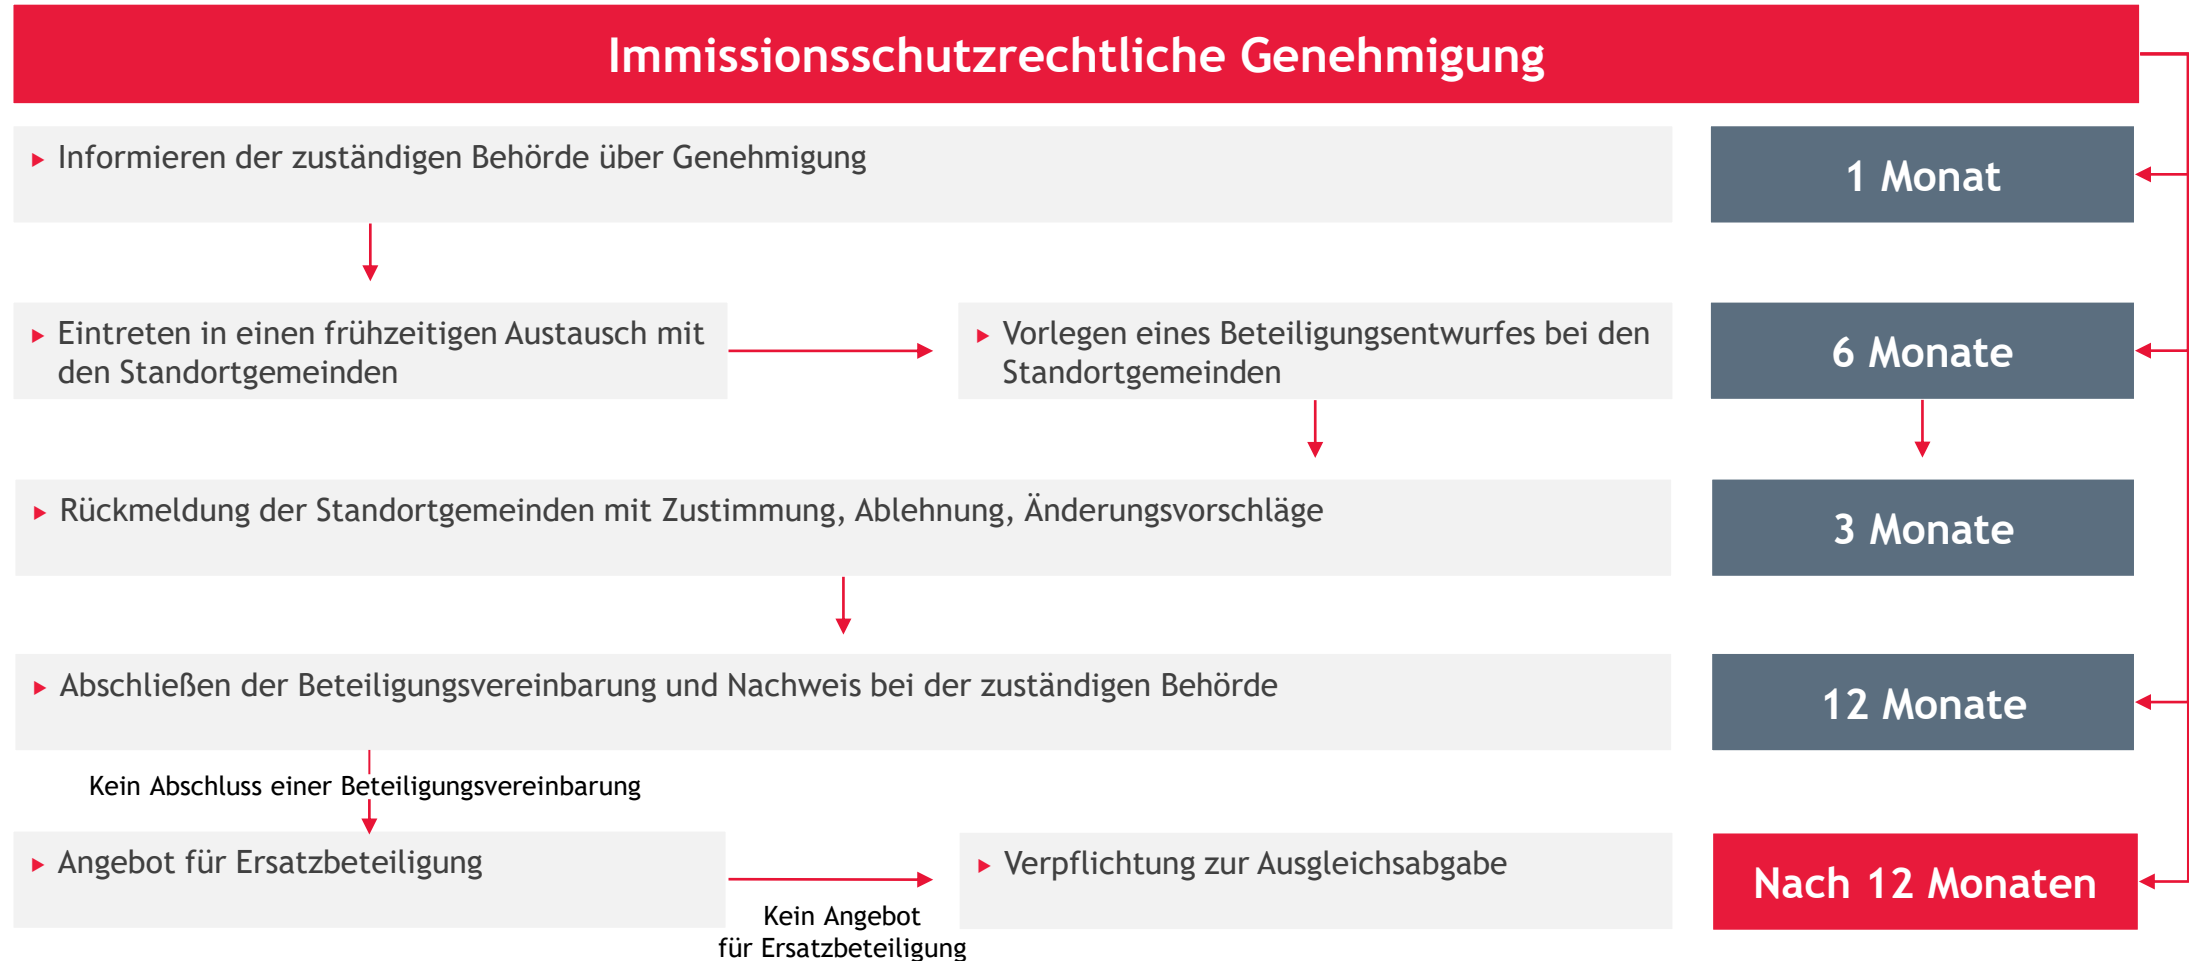 Immissionsschutzrechtliche Genehmigung
Informieren der zuständigen Behörde über Genehmigung
1 Monat
Eintreten in einen frühzeitigen Austausch mit
den Standortgemeinden
Vorlegen eines Beteiligungsentwurfes bei den
Standortgemeinden
6 Monate
Rückmeldung der Standortgemeinden mit Zustimmung, Ablehnung, Änderungsvorschläge
3 Monate
Abschließen der Beteiligungsvereinbarung und Nachweis bei der zuständigen Behörde
12 Monate
Kein Abschluss einer Beteiligungsvereinbarung
Angebot für Ersatzbeteiligung
Kein Angebot
für Ersatzbeteiligung
Verpflichtung zur Ausgleichsabgabe
Nach 12 Monaten